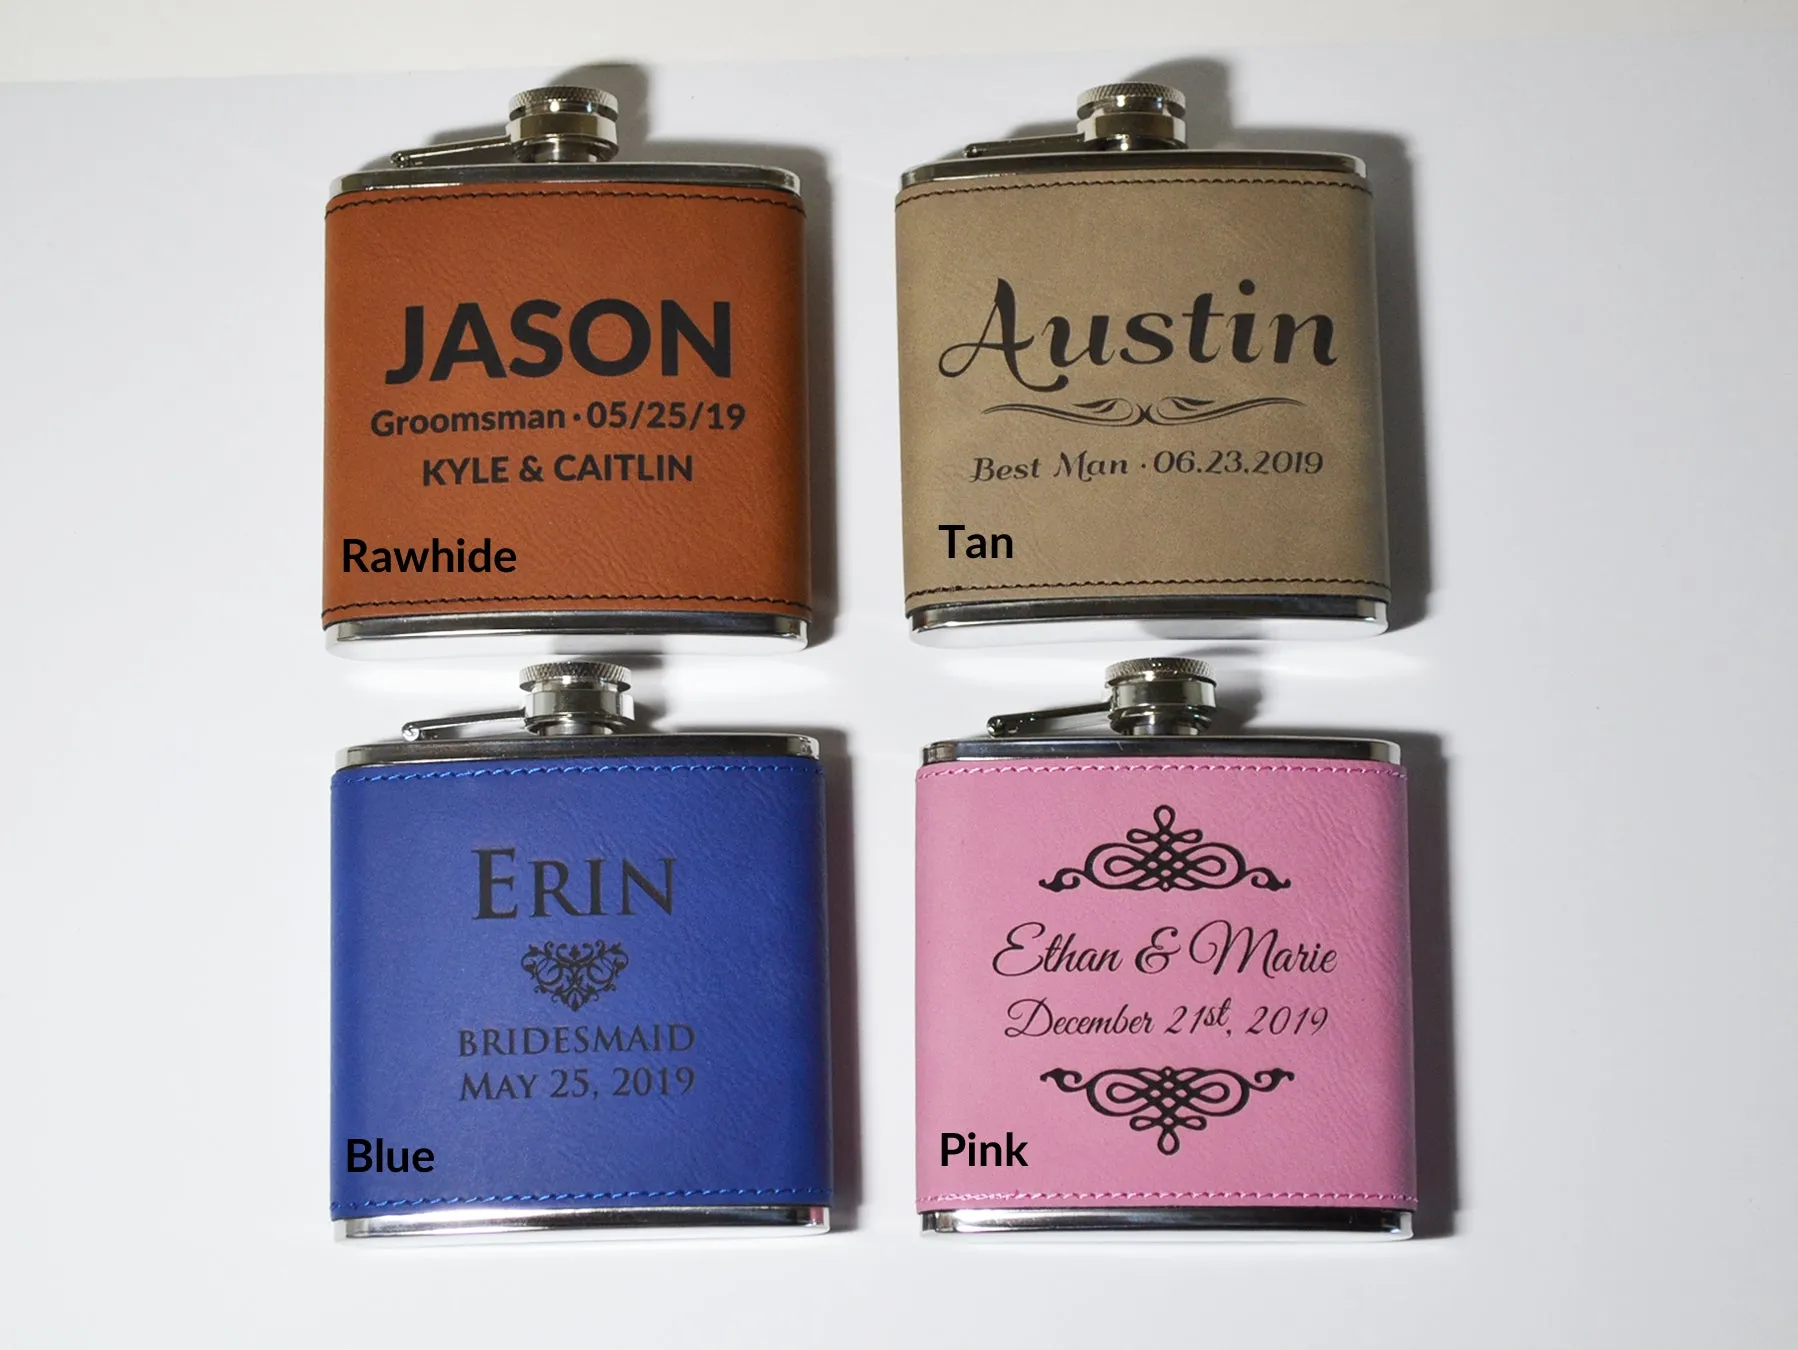 JASON
Groomsman · 05/25/19
KYLE & CAITLIN
Rawhide
Austin
Best Man · 06.23.2019
Tan
ERIN
BRIDESMAID
MAY 25, 2019
Blue
Ethan & Marie
December 21st, 2019
Pink